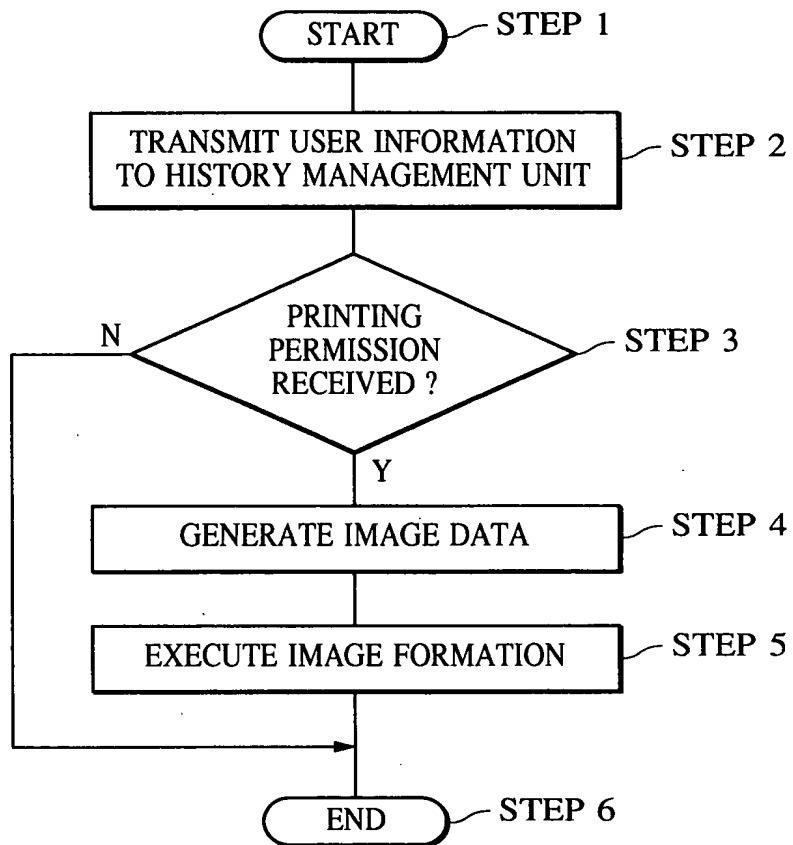 START
STEP 1
TRANSMIT USER INFORMATION
TO HISTORY MANAGEMENT UNIT
STEP 2
N
PRINTING
PERMISSION
RECEIVED ?
STEP 3
Y
GENERATE IMAGE DATA
STEP 4
EXECUTE IMAGE FORMATION
STEP 5
END
STEP 6